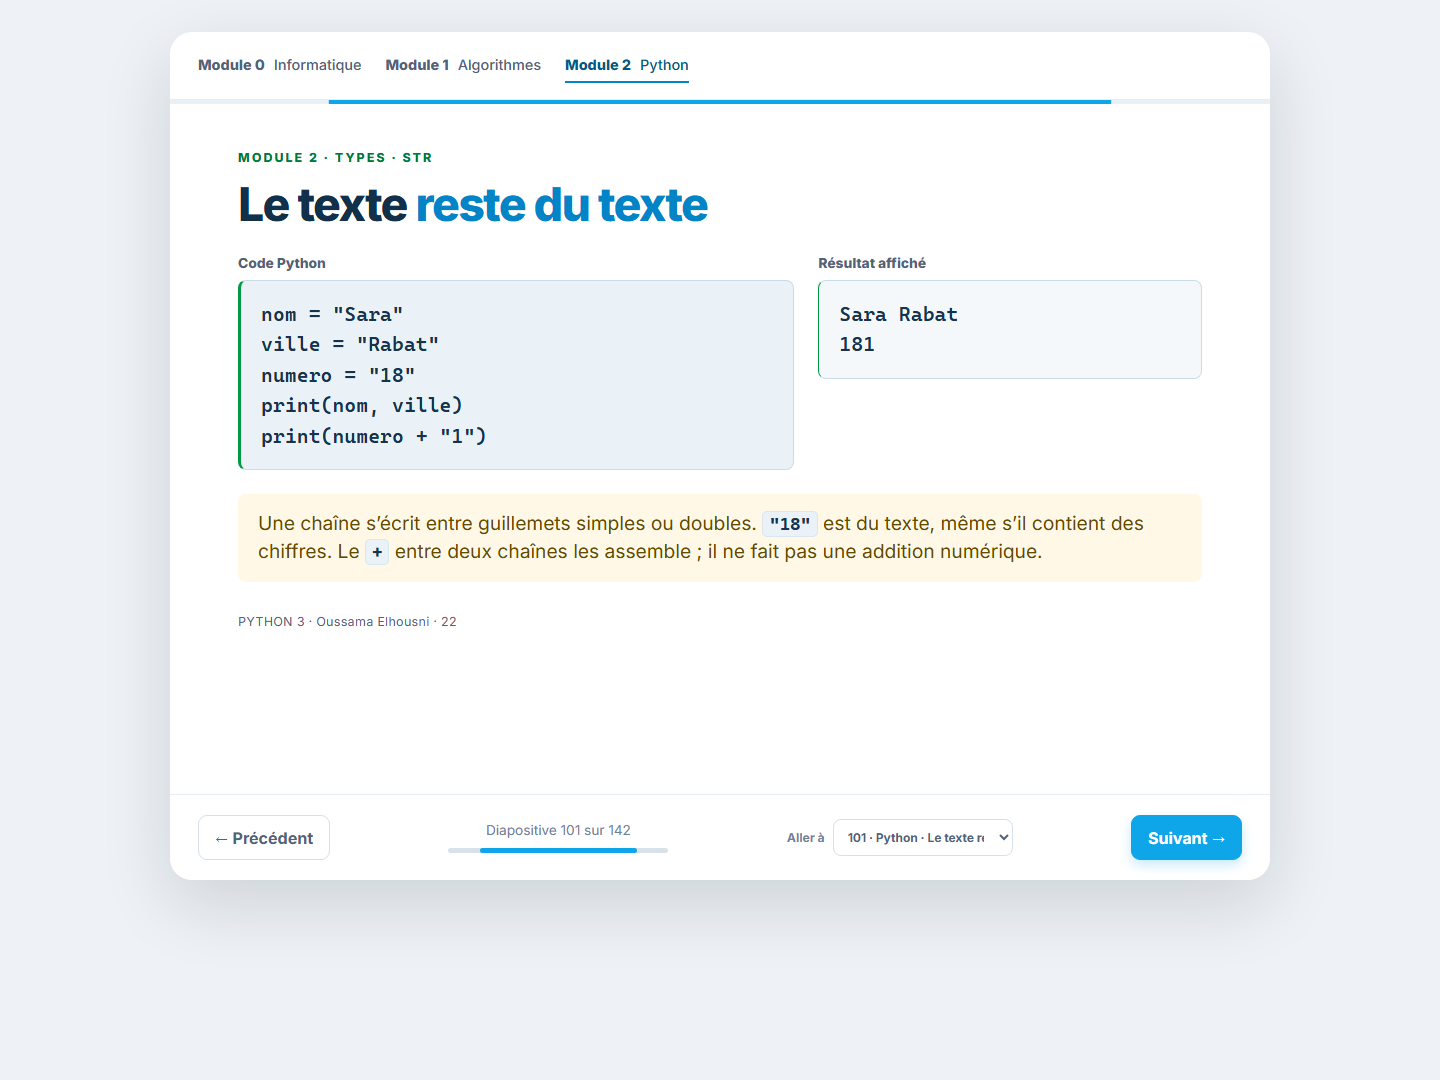 Module 0 Informatique Module 1 Algorithmes Module 2 Python
MODULE 2 · TYPES · STR
Le texte reste du texte
Code Python
nom = "Sara"
ville = "Rabat"
numero = "18"
print(nom, ville)
print(numero + "1")
Résultat affiché
Sara Rabat
181
Une chaîne s’écrit entre guillemets simples ou doubles. "18" est du texte, même s’il contient des
chiffres. Le + entre deux chaînes les assemble ; il ne fait pas une addition numérique.
PYTHON 3 · Oussama Elhousni · 22
← Précédent
Diapositive 101 sur 142
Aller à
101 · Python · Le texte re
Suivant →